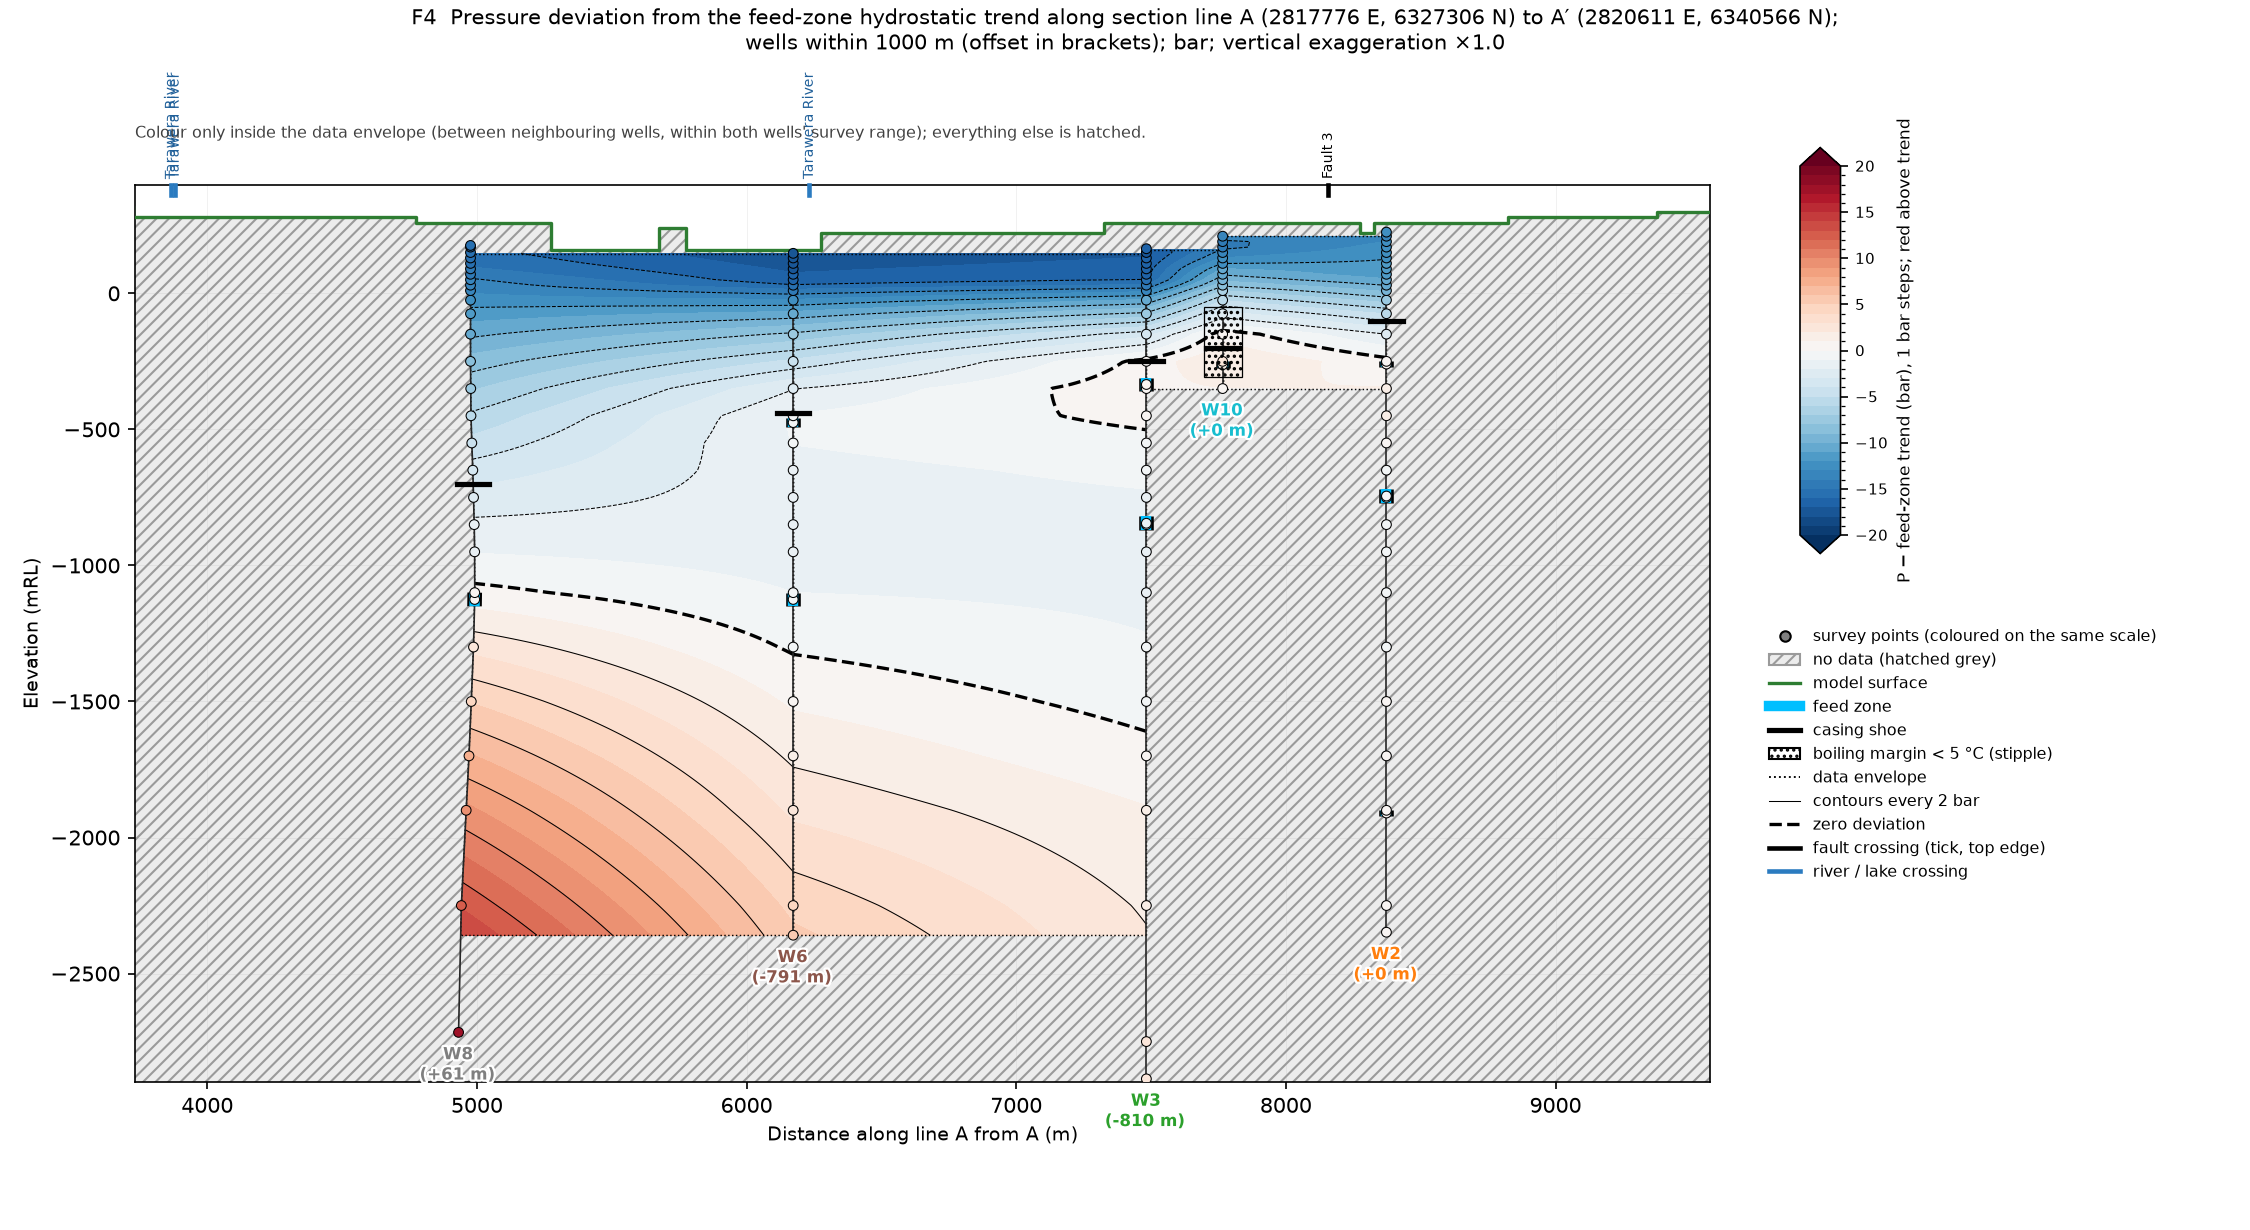 F4  Pressure deviation from the feed-zone hydrostatic trend along section line A (2817776 E, 6327306 N) to A′ (2820611 E, 6340566 N);
wells within 1000 m (offset in brackets); bar; vertical exaggeration ×1.0
Tarawera River
Tarawera River
Tarawera River
Fault 3
Colour only inside the data envelope (between neighbouring wells, within both wells' survey range); everything else is hatched.
Elevation (mRL)
0
−500
−1000
−1500
−2000
−2500
W10
(+0 m)
W6
(-791 m)
W2
(+0 m)
W8
(+61 m)
W3
(-810 m)
4000
5000
6000
7000
8000
9000
Distance along line A from A (m)
20
15
10
5
0
−5
−10
−15
−20
P − feed-zone trend (bar), 1 bar steps; red above trend
survey points (coloured on the same scale)
no data (hatched grey)
model surface
feed zone
casing shoe
boiling margin < 5 °C (stipple)
data envelope
contours every 2 bar
zero deviation
fault crossing (tick, top edge)
river / lake crossing